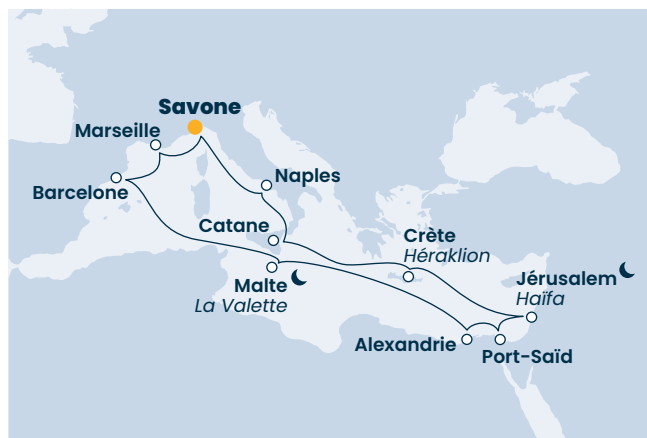 Savone
Marseille
Naples
Barcelone
Catane
Crète
Héraklion
Jérusalem
Malte
Haïfa
La Valette
Alexandrie
Port-Saïd